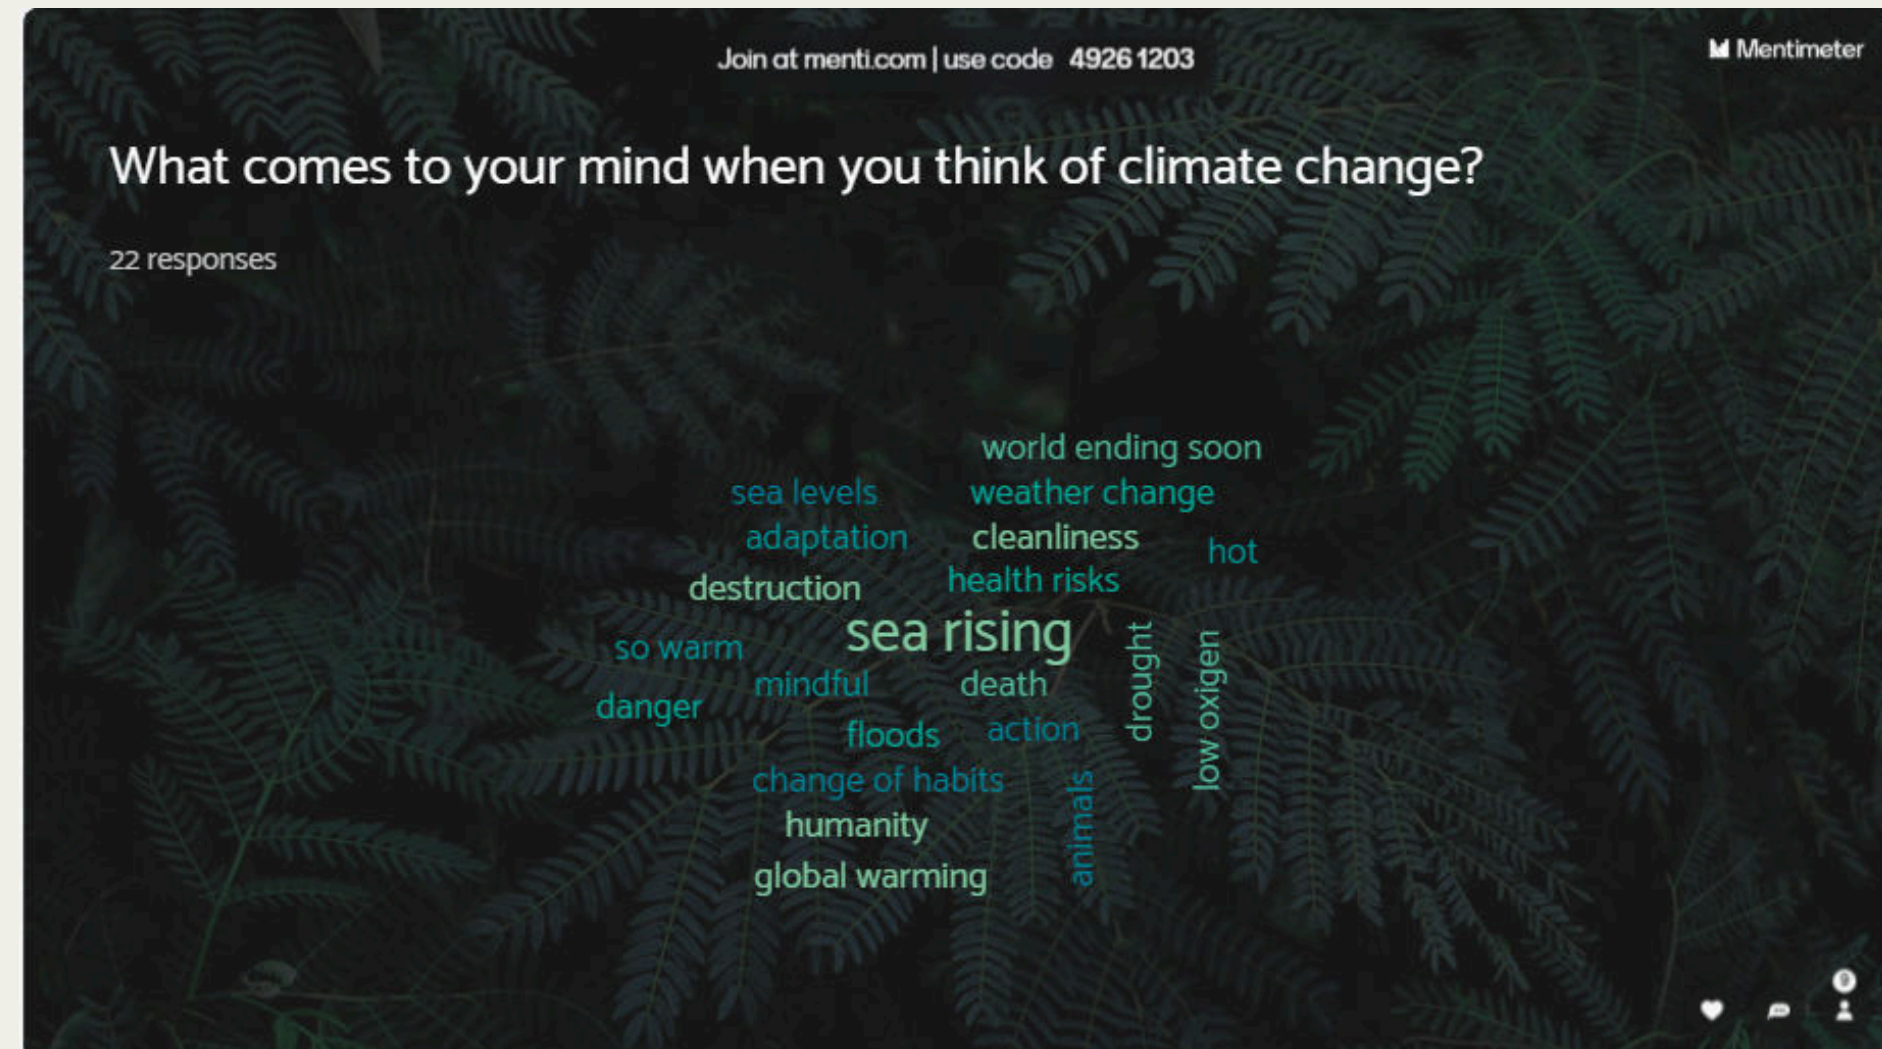 Join at menti.com | use code 4926 1203
Mentimeter
What comes to your mind when you think of climate change?
22 responses
world ending soon
sea levels
weather change
adaptation
cleanliness
hot
destruction
health risks
sea rising
so warm
drought
low oxigen
mindful
death
danger
floods
action
change of habits
animals
humanity
global warming